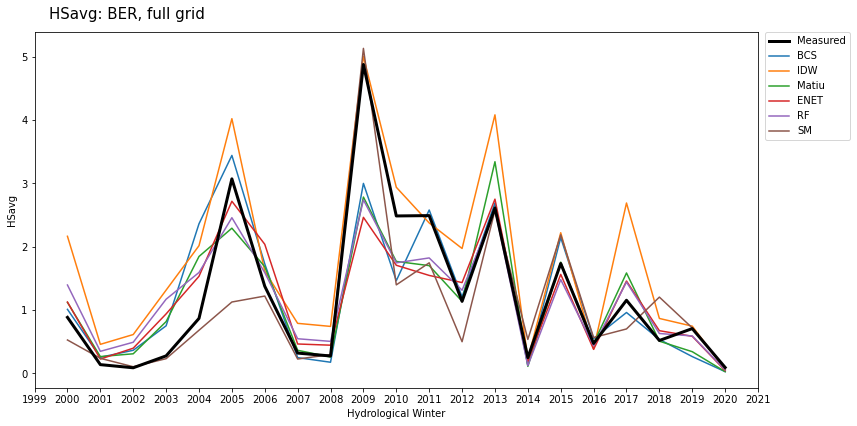 HSavg: BER, full grid
Measured
BCS
IDW
Matiu
ENET
RF
SM
5
4
3
2
1
0
HSavg
1999 2000 2001 2002 2003 2004 2005 2006 2007 2008 2009 2010 2011 2012 2013 2014 2015 2016 2017 2018 2019 2020 2021
Hydrological Winter